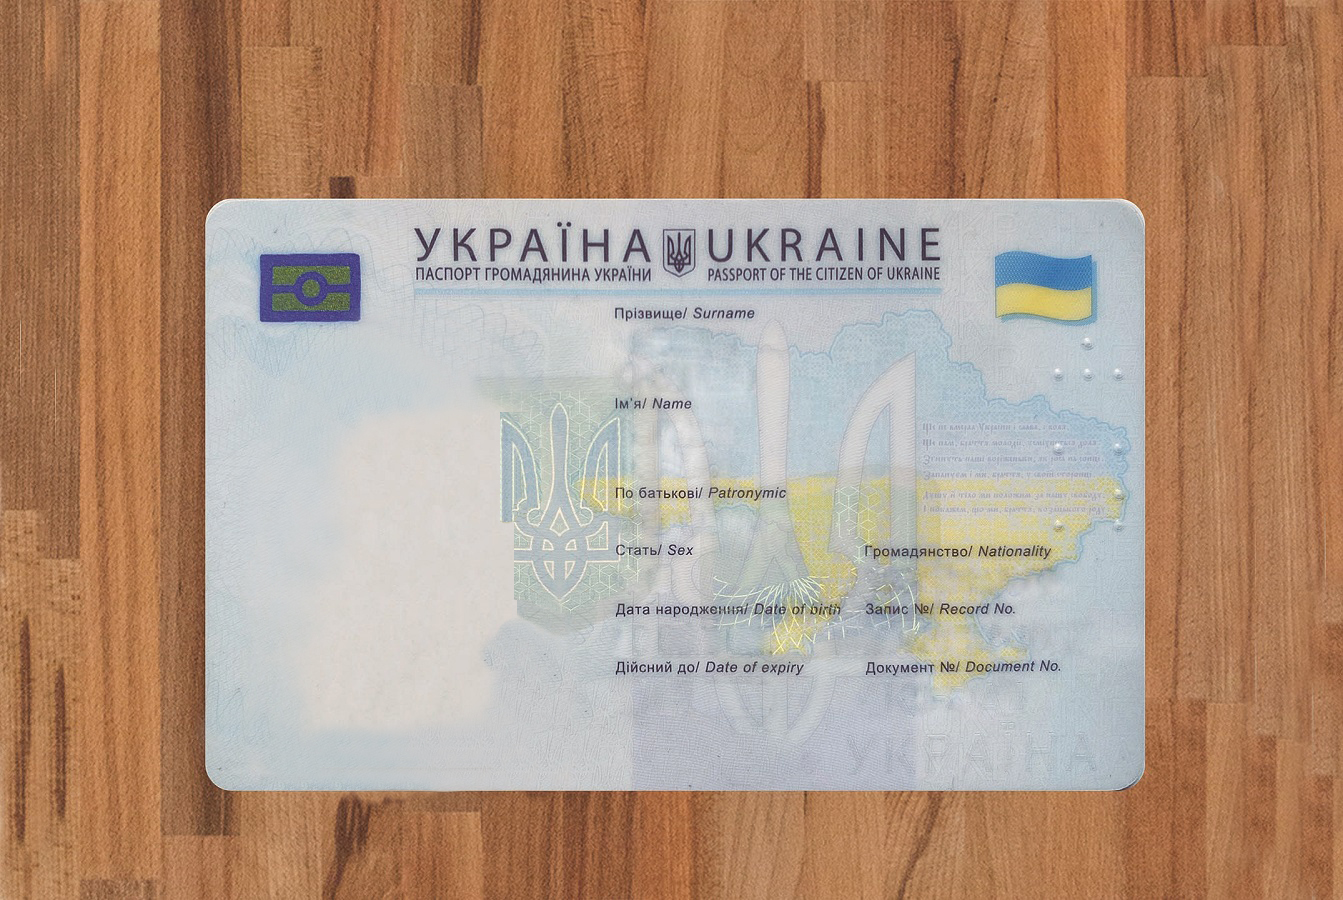 УКРАЇНА UKRAINE
ПАСПОРТ ГРОМАДЯНИНА УКРАЇНИ PASSPORT OF THE CITIZEN OF UKRAINE
Прізвище/ Surname
Ім'я/ Name
По батькові/ Patronymic
Стать/ Sex Громадянство/ Nationality
Дата народження/ Date of birth Запис №/ Record No.
Дійсний до/ Date of expiry Документ №/ Document No.
УКРАЇНА